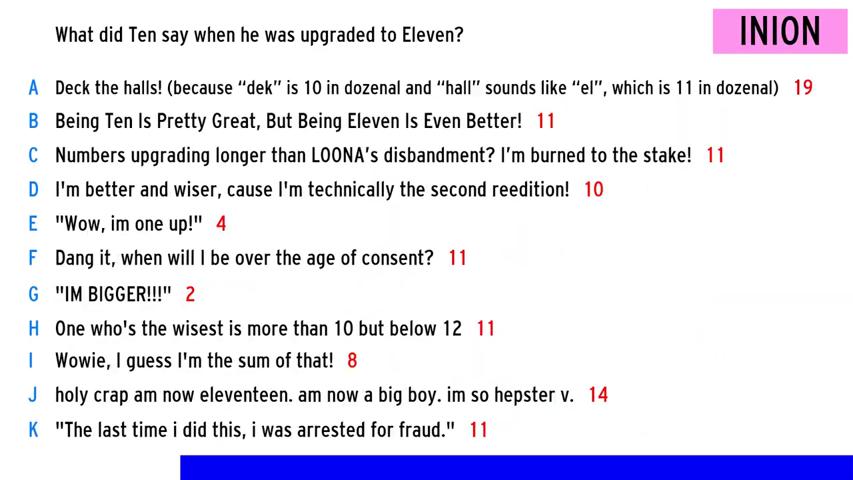 What did Ten say when he was upgraded to Eleven?
INION
A Deck the halls! (because “dek” is 10 in dozenal and “hall” sounds like “el”, which is 11 in dozenal) 19
B Being Ten Is Pretty Great, But Being Eleven Is Even Better! 11
C Numbers upgrading longer than LOONA’s disbandment? I’m burned to the stake! 11
D I'm better and wiser, cause I'm technically the second reedition! 10
E "Wow, im one up!" 4
F Dang it, when will I be over the age of consent? 11
G "IM BIGGER!!!" 2
H One who's the wisest is more than 10 but below 12 11
I Wowie, I guess I'm the sum of that! 8
J holy crap am now eleventeen. am now a big boy. im so hepster v. 14
K "The last time i did this, i was arrested for fraud." 11